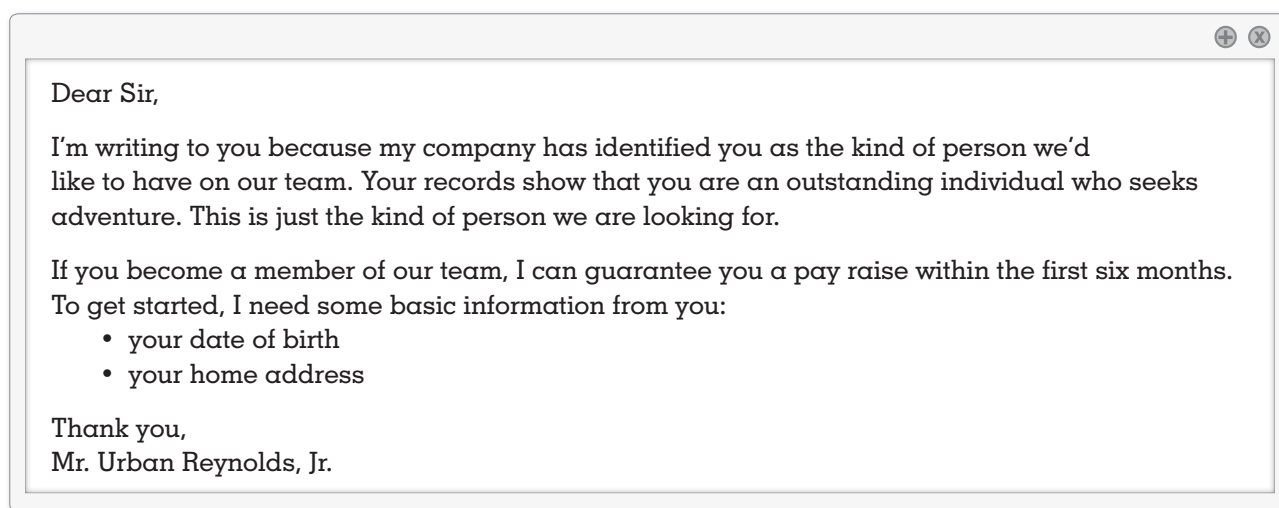 Dear Sir,
I'm writing to you because my company has identified you as the kind of person we'd
like to have on our team. Your records show that you are an outstanding individual who seeks
adventure. This is just the kind of person we are looking for.
If you become a member of our team, I can guarantee you a pay raise within the first six months.
To get started, I need some basic information from you:
• your date of birth
• your home address
Thank you,
Mr. Urban Reynolds, Jr.